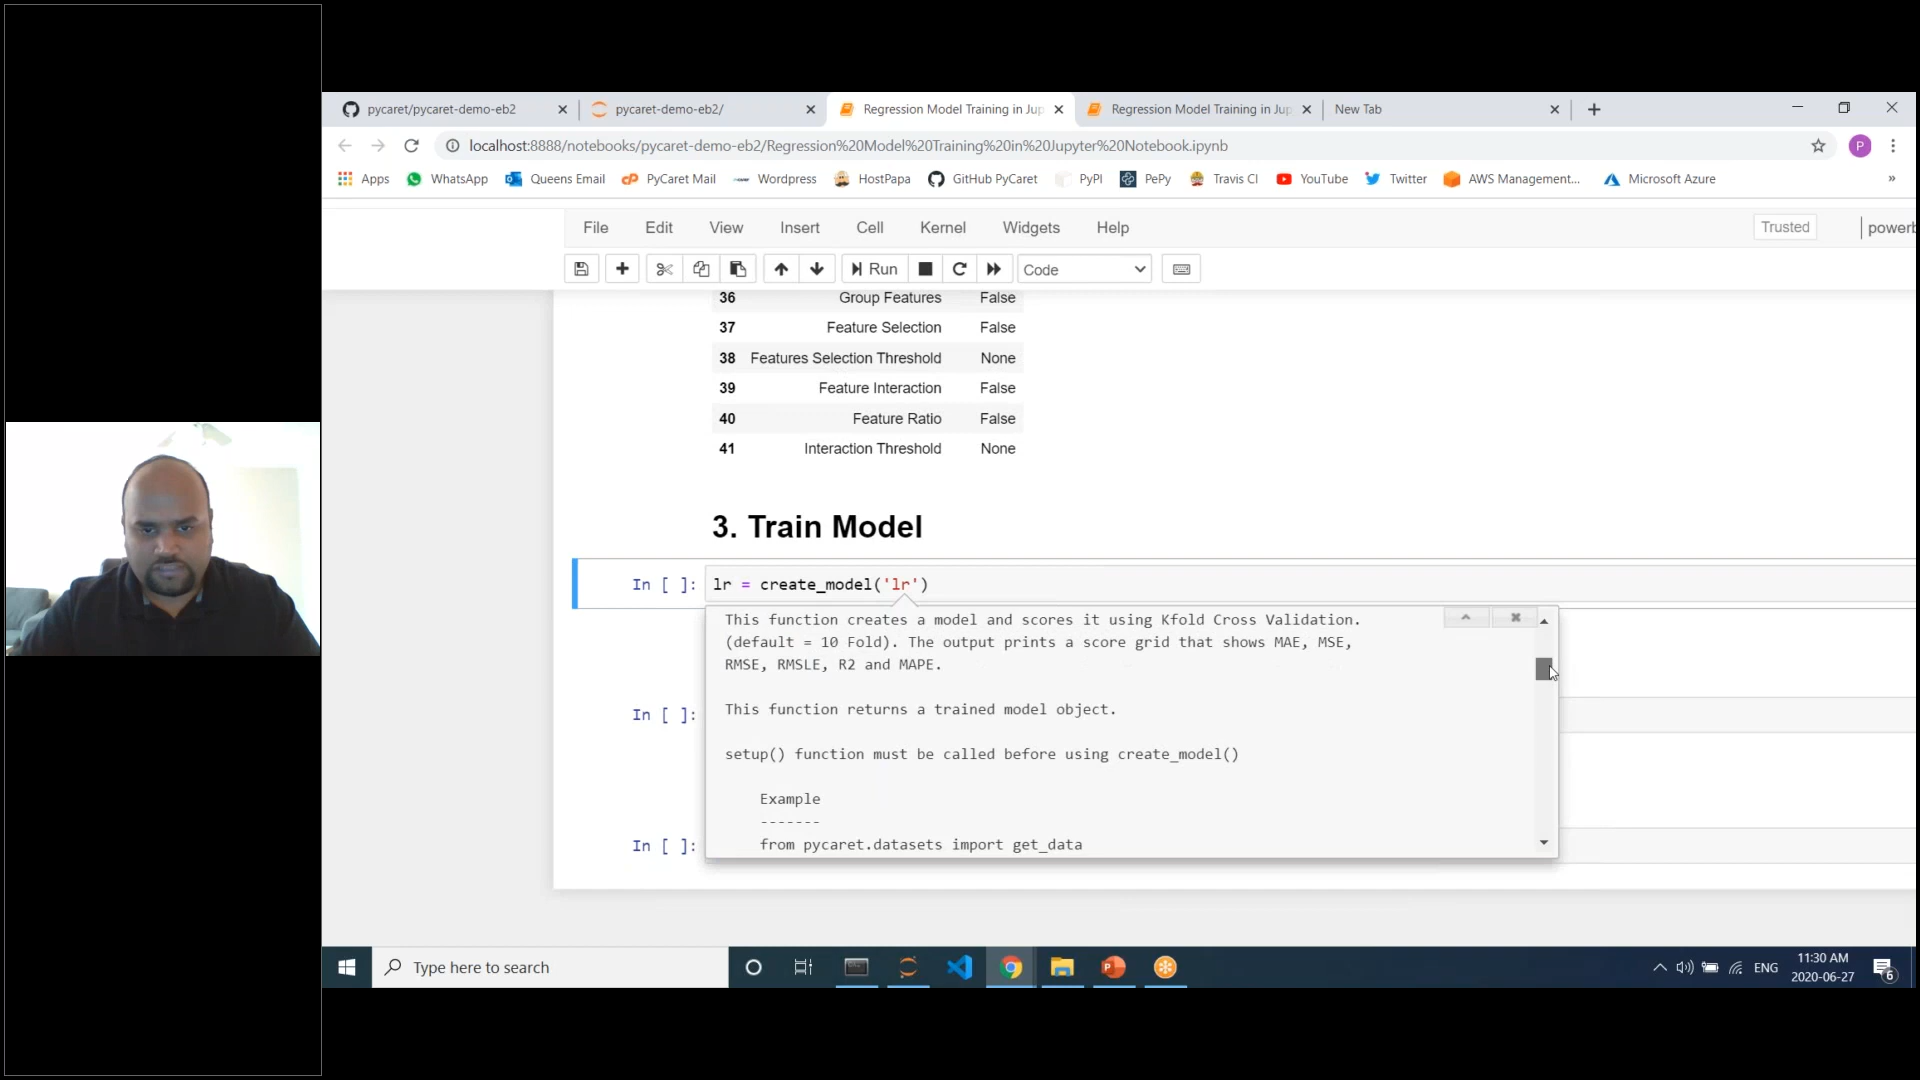 pycaret/pycaret-demo-eb2
pycaret-demo-eb2/
Regression Model Training in Jup
Regression Model Training in Jup
New Tab
localhost:8888/notebooks/pycaret-demo-eb2/Regression%20Model%20Training%20in%20Jupyter%20Notebook.ipynb
P
Apps WhatsApp Queens Email PyCaret Mail Wordpress HostPapa GitHub PyCaret PyPI PePy Travis CI YouTube Twitter AWS Management... Microsoft Azure »
File Edit View Insert Cell Kernel Widgets Help Trusted powerb
Run Code
36 Group Features False
37 Feature Selection False
38 Features Selection Threshold None
39 Feature Interaction False
40 Feature Ratio False
41 Interaction Threshold None
3. Train Model
In [ ]: lr = create_model('lr')
This function creates a model and scores it using Kfold Cross Validation.
(default = 10 Fold). The output prints a score grid that shows MAE, MSE,
RMSE, RMSLE, R2 and MAPE.
This function returns a trained model object.
In [ ]:
setup() function must be called before using create_model()
Example
-------
from pycaret.datasets import get_data
In [ ]:
Type here to search
ENG
11:30 AM
2020-06-27
6